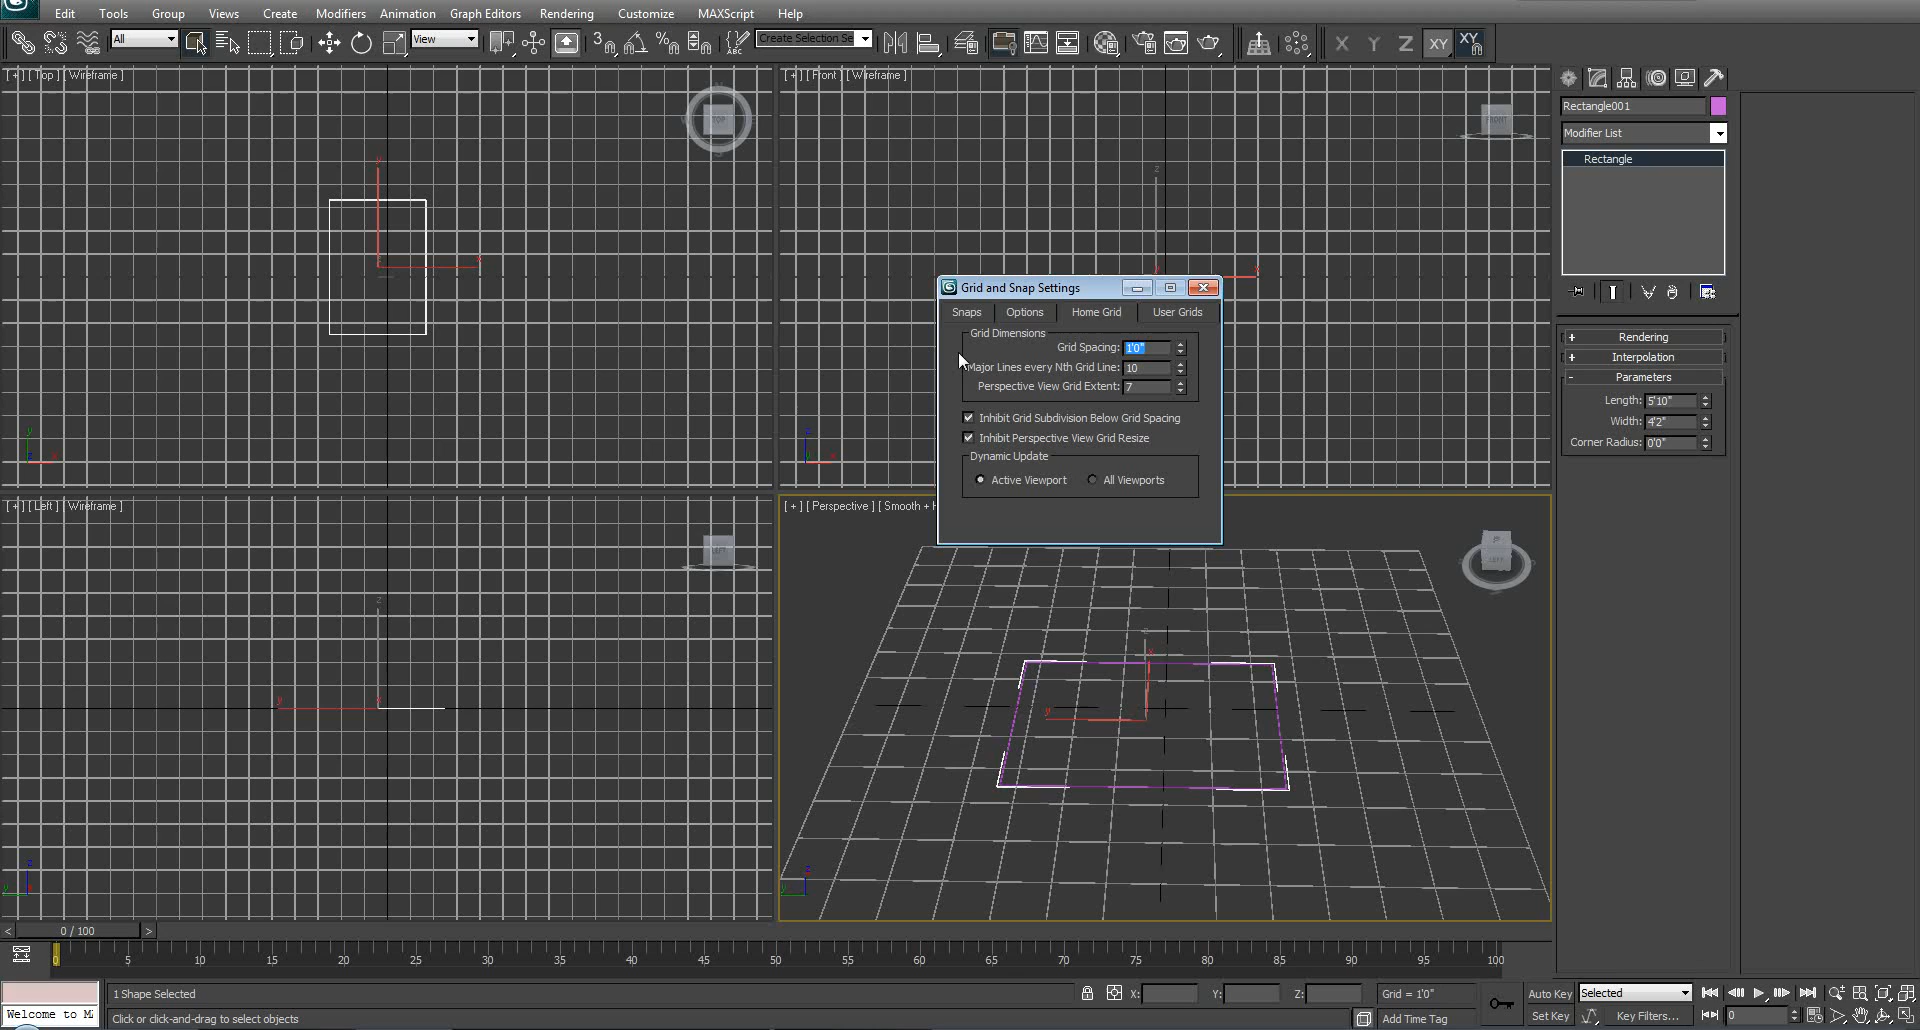 Edit Tools Group Views Create Modifiers Animation Graph Editors Rendering Customize MAXScript Help
All View 3 Create Selection Se X Y Z XY XY
[ + ] [ Top ] [ Wireframe ]
[ + ] [ Front ] [ Wireframe ]
TOP
FRONT
Rectangle001
Modifier List
Rectangle
Grid and Snap Settings
Snaps Options Home Grid User Grids
Grid Dimensions
Grid Spacing: 1'0"
Major Lines every Nth Grid Line: 10
Perspective View Grid Extent: 7
Inhibit Grid Subdivision Below Grid Spacing
Inhibit Perspective View Grid Resize
Dynamic Update
Active Viewport All Viewports
+ Rendering
+ Interpolation
- Parameters
Length: 5'10"
Width: 4'2"
Corner Radius: 0'0"
[ + ] [ Left ] [ Wireframe ]
[ + ] [ Perspective ] [ Smooth +
LEFT
LEFT
< 0 / 100 >
0 5 10 15 20 25 30 35 40 45 50 55 60 65 70 75 80 85 90 95 100
1 Shape Selected X: Y: Z: Grid = 1'0" Auto Key Selected
Welcome to M
Click or click-and-drag to select objects Add Time Tag Set Key Key Filters... 0